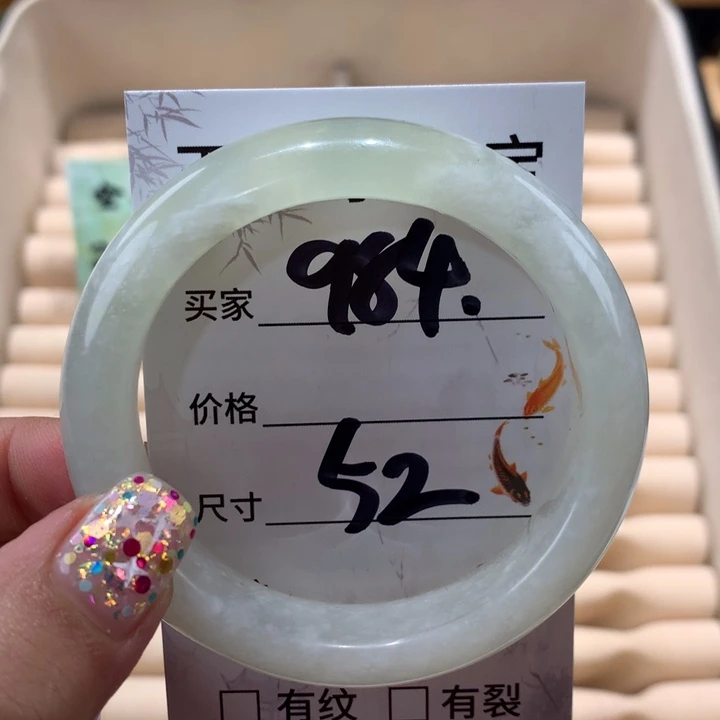 买家 984.
价格
尺寸 52
□ 有纹 □ 有裂